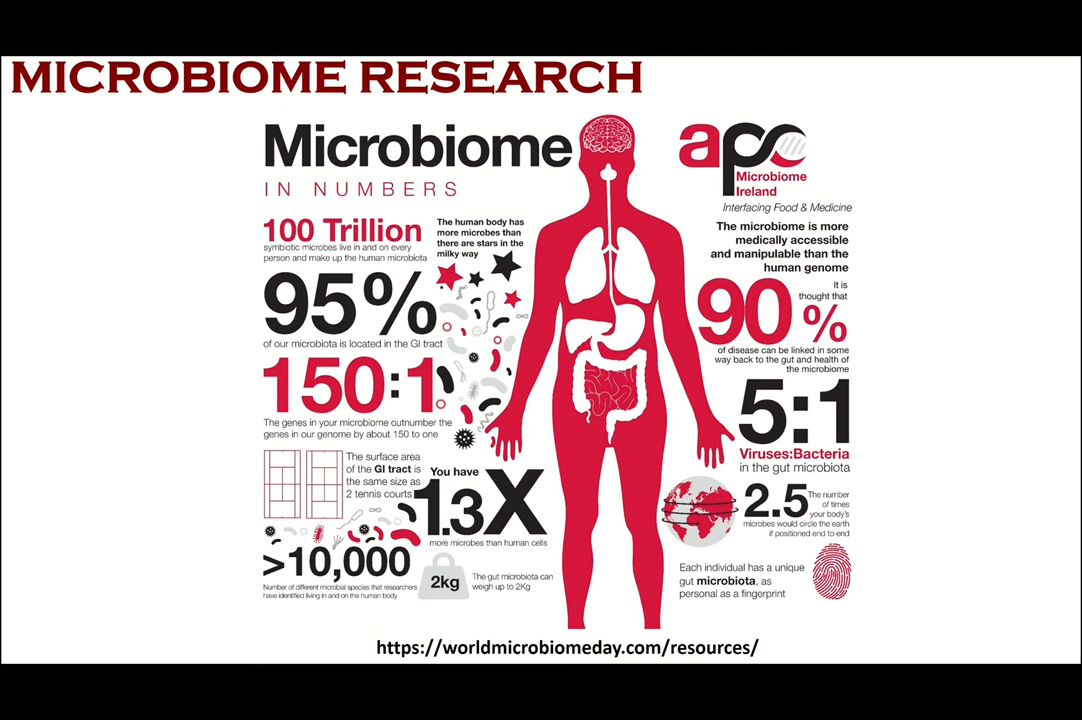 MICROBIOME RESEARCH
Microbiome
IN NUMBERS
apc
Microbiome
Ireland
Interfacing Food & Medicine
100 Trillion
symbiotic microbes live in and on every
person and make up the human microbiota
The human body has
more microbes than
there are stars in the
milky way
95%
of our microbiota is located in the GI tract
150:1
The genes in your microbiome outnumber the
genes in our genome by about 150 to one
The surface area
of the GI tract is
the same size as
2 tennis courts
You have
1.3X
more microbes than human cells
>10,000
Number of different microbial species that researchers
have identified living in and on the human body
2kg
The gut microbiota can
weigh up to 2Kg
The microbiome is more
medically accessible
and manipulable than the
human genome
It is
thought that
90%
of disease can be linked in some
way back to the gut and health of
the microbiome
5:1
Viruses:Bacteria
in the gut microbiota
2.5
The number
of times
your body's
microbes would circle the earth
if positioned end to end
Each individual has a unique
gut microbiota, as
personal as a fingerprint
https://worldmicrobiomeday.com/resources/